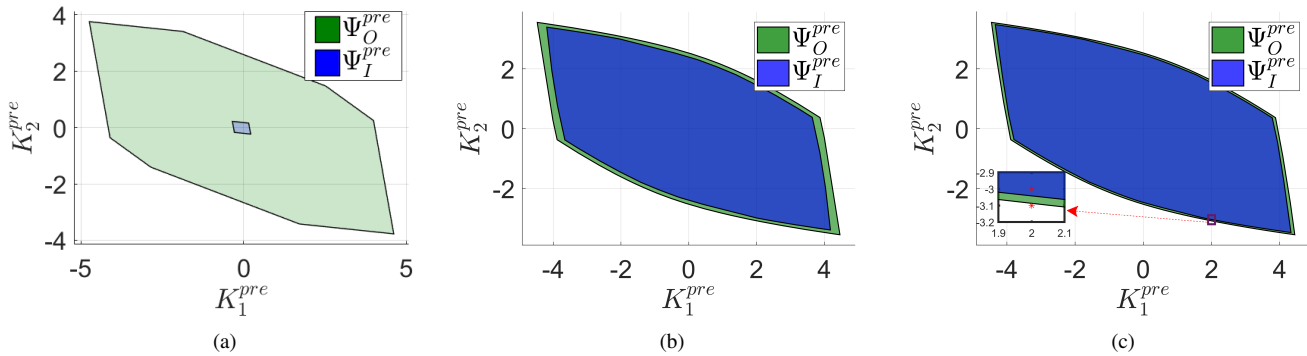 4
2
0
-2
-4
-5
0
5
K_2^{pre}
K_1^{pre}
Ψ_O^{pre}
Ψ_I^{pre}
(a)
2
0
-2
-4
-2
0
2
4
K_2^{pre}
K_1^{pre}
Ψ_O^{pre}
Ψ_I^{pre}
(b)
2
0
-2
-4
-2
0
2
4
K_2^{pre}
K_1^{pre}
Ψ_O^{pre}
Ψ_I^{pre}
-2.9
-3
-3.1
-3.2
1.9
2
2.1
(c)